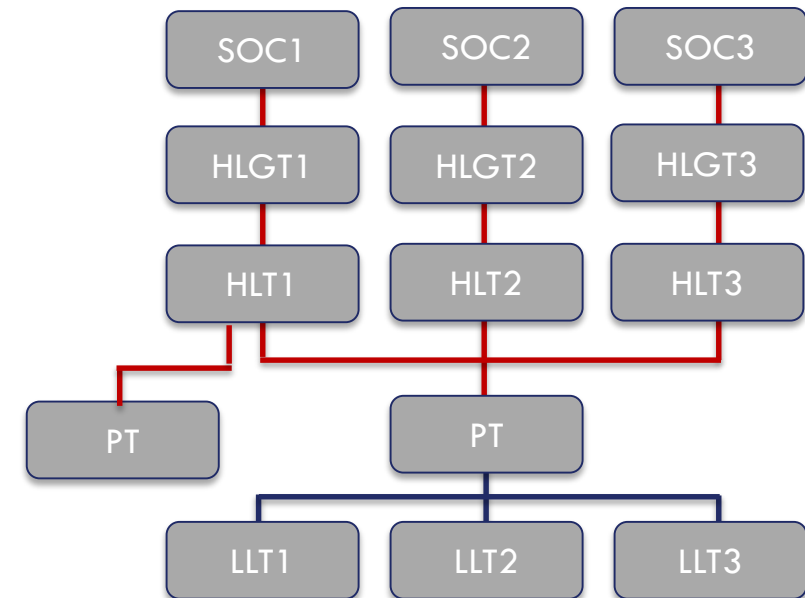 SOC1
SOC2
SOC3
HLGT1
HLGT2
HLGT3
HLT1
HLT2
HLT3
PT
PT
LLT1
LLT2
LLT3